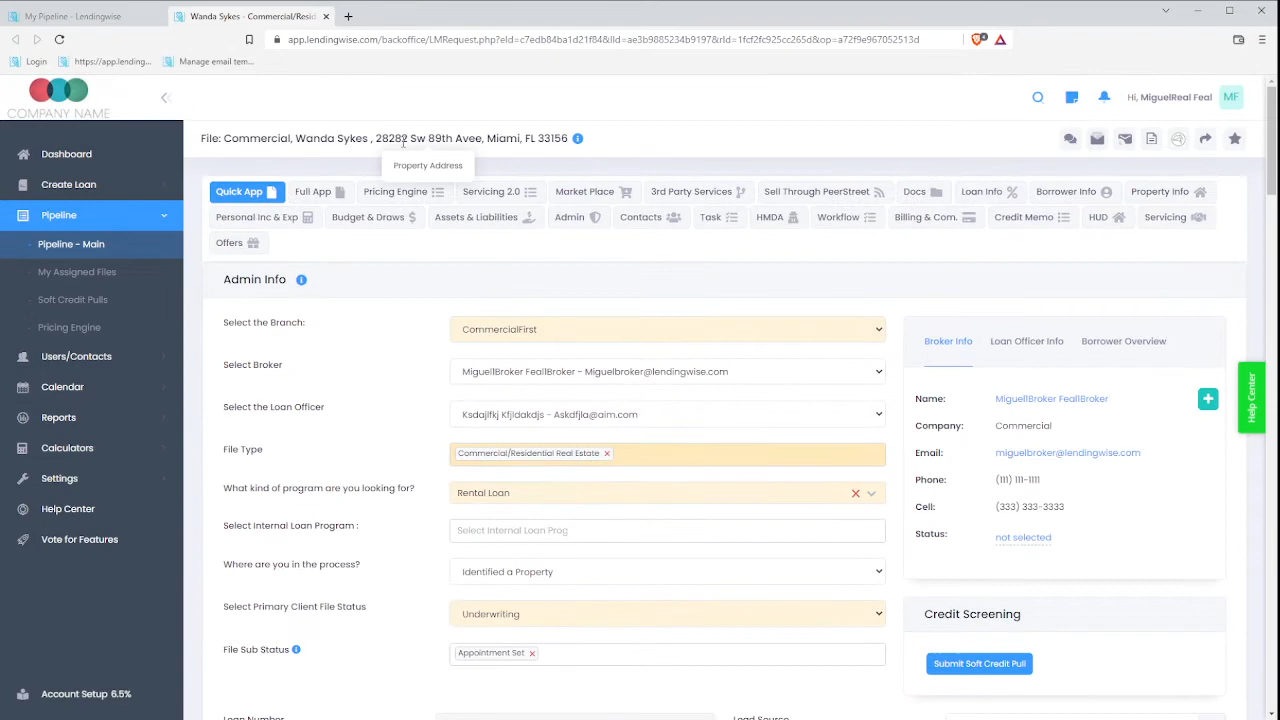 My Pipeline - Lendingwise
Wanda Sykes - Commercial/Resid
app.lendingwise.com/backoffice/LMRequest.php?eId=c7edb84ba1d21f84&lId=ae3b9885234b9197&rId=1fcf2fc925cc265d&op=a72f9e967052513d
Login
https://app.lending...
Manage email tem...
COMPANY NAME
Hi, MiguelReal Feal
MF
File: Commercial, Wanda Sykes , 28282 Sw 89th Avee, Miami, FL 33156
Property Address
Dashboard
Create Loan
Pipeline
Pipeline - Main
My Assigned Files
Soft Credit Pulls
Pricing Engine
Users/Contacts
Calendar
Reports
Calculators
Settings
Help Center
Vote for Features
Account Setup 6.5%
Quick App
Full App
Pricing Engine
Servicing 2.0
Market Place
3rd Party Services
Sell Through PeerStreet
Docs
Loan Info
Borrower Info
Property Info
Personal Inc & Exp
Budget & Draws
Assets & Liabilities
Admin
Contacts
Task
HMDA
Workflow
Billing & Com.
Credit Memo
HUD
Servicing
Offers
Admin Info
Select the Branch:
CommercialFirst
Select Broker
Miguel1Broker Feal1Broker - Miguelbroker@lendingwise.com
Select the Loan Officer
Ksdajlfkj Kfjldakdjs - Askdfjla@aim.com
File Type
Commercial/Residential Real Estate
What kind of program are you looking for?
Rental Loan
Select Internal Loan Program :
Select Internal Loan Prog
Where are you in the process?
Identified a Property
Select Primary Client File Status
Underwriting
File Sub Status
Appointment Set
Loan Number
Lead Source
Broker Info
Loan Officer Info
Borrower Overview
Name:
Miguel1Broker Feal1Broker
Company:
Commercial
Email:
miguelbroker@lendingwise.com
Phone:
(111) 111-1111
Cell:
(333) 333-3333
Status:
not selected
Credit Screening
Submit Soft Credit Pull
Help Center